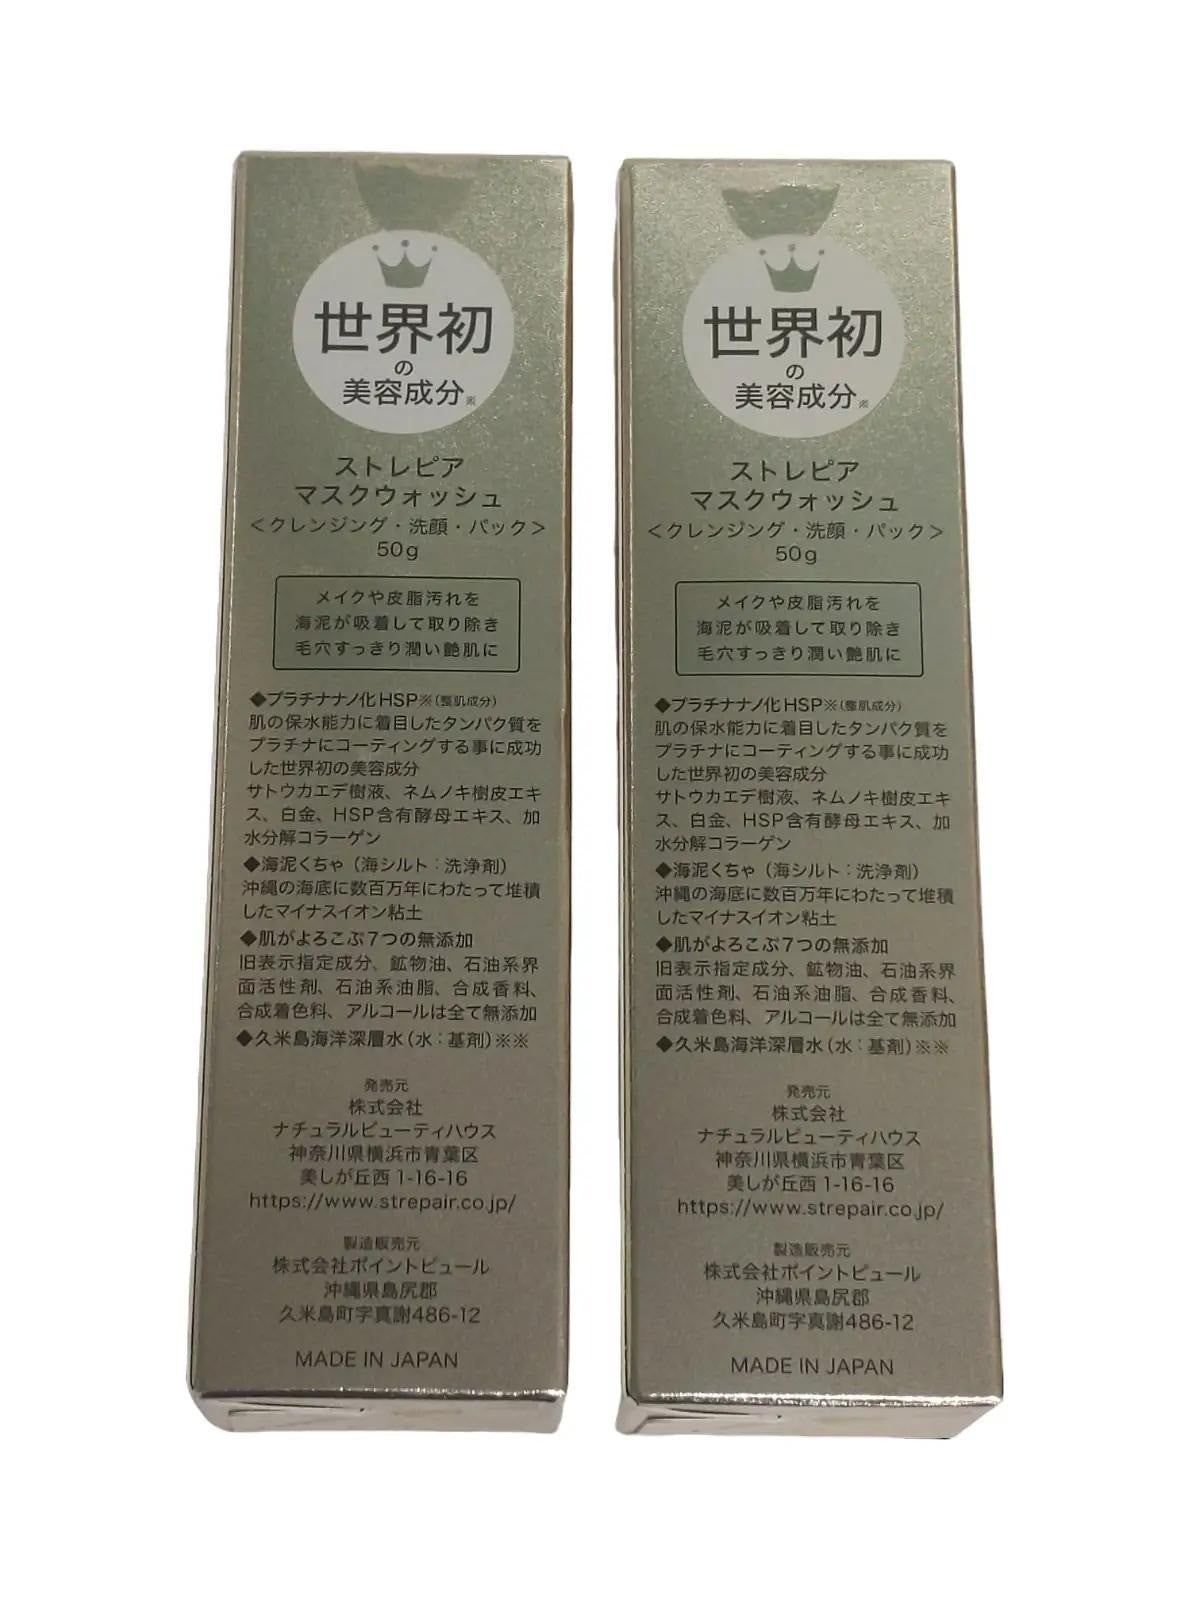 世界初
の
美容成分※
ストレピア
マスクウォッシュ
＜クレンジング・洗顔・パック＞
50g
メイクや皮脂汚れを
海泥が吸着して取り除き
毛穴すっきり潤い艶肌に
◆プラチナナノ化HSP※(整肌成分)
肌の保水能力に着目したタンパク質を
プラチナにコーティングする事に成功
した世界初の美容成分
サトウカエデ樹液、ネムノキ樹皮エキ
ス、白金、HSP含有酵母エキス、加
水分解コラーゲン
◆海泥くちゃ（海シルト：洗浄剤）
沖縄の海底に数百万年にわたって堆積
したマイナスイオン粘土
◆肌がよろこぶ7つの無添加
旧表示指定成分、鉱物油、石油系界
面活性剤、石油系油脂、合成香料、
合成着色料、アルコールは全て無添加
◆久米島海洋深層水(水：基剤)※※
発売元
株式会社
ナチュラルビューティハウス
神奈川県横浜市青葉区
美しが丘西 1-16-16
https://www.strepair.co.jp/
製造販売元
株式会社ポイントピュール
沖縄県島尻郡
久米島町字真謝486-12
MADE IN JAPAN
世界初
の
美容成分※
ストレピア
マスクウォッシュ
＜クレンジング・洗顔・パック＞
50g
メイクや皮脂汚れを
海泥が吸着して取り除き
毛穴すっきり潤い艶肌に
◆プラチナナノ化HSP※(整肌成分)
肌の保水能力に着目したタンパク質を
プラチナにコーティングする事に成功
した世界初の美容成分
サトウカエデ樹液、ネムノキ樹皮エキ
ス、白金、HSP含有酵母エキス、加
水分解コラーゲン
◆海泥くちゃ（海シルト：洗浄剤）
沖縄の海底に数百万年にわたって堆積
したマイナスイオン粘土
◆肌がよろこぶ7つの無添加
旧表示指定成分、鉱物油、石油系界
面活性剤、石油系油脂、合成香料、
合成着色料、アルコールは全て無添加
◆久米島海洋深層水(水：基剤)※※
発売元
株式会社
ナチュラルビューティハウス
神奈川県横浜市青葉区
美しが丘西 1-16-16
https://www.strepair.co.jp/
製造販売元
株式会社ポイントピュール
沖縄県島尻郡
久米島町字真謝486-12
MADE IN JAPAN